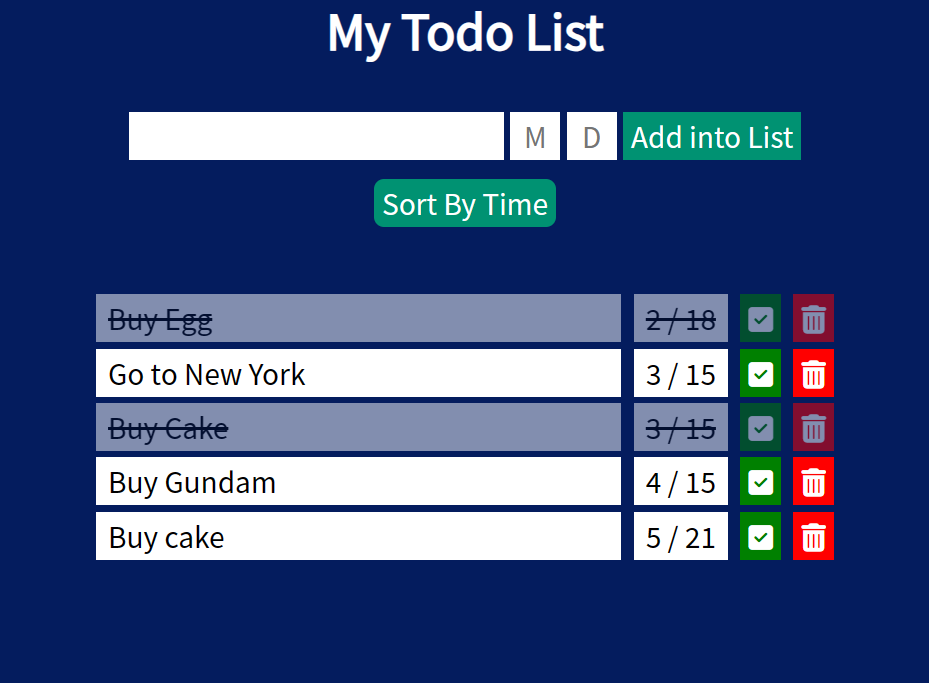 My Todo List
M D Add into List
Sort By Time
Buy Egg 2 / 18
Go to New York 3 / 15
Buy Cake 3 / 15
Buy Gundam 4 / 15
Buy cake 5 / 21